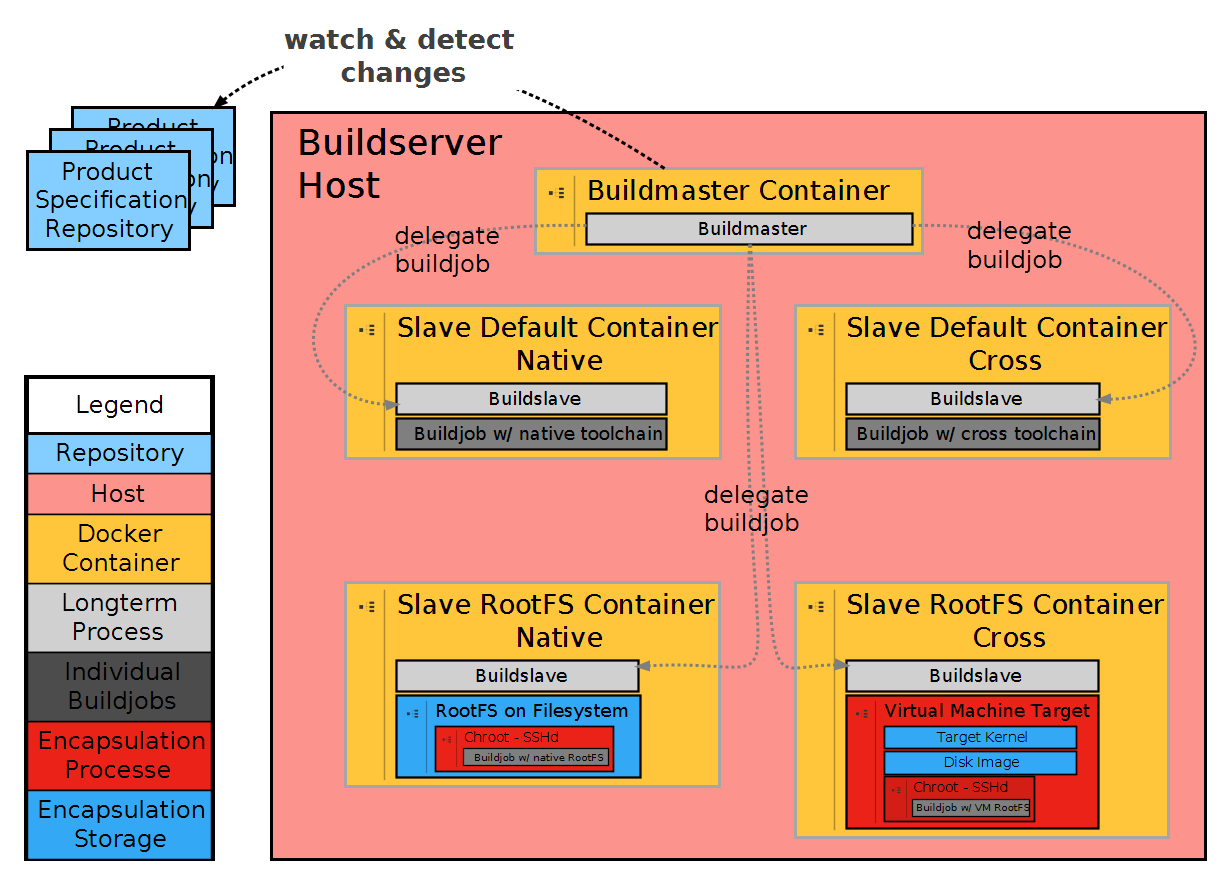 watch & detect
changes
Product
Product
on
ony
y
Product
Specification
Repository
Buildserver
Host
Buildmaster Container
Buildmaster
delegate
buildjob
delegate
buildjob
Slave Default Container
Native
Buildslave
Buildjob w/ native toolchain
Slave Default Container
Cross
Buildslave
Buildjob w/ cross toolchain
delegate
buildjob
Slave RootFS Container
Native
Buildslave
RootFS on Filesystem
Chroot - SSHd
Buildjob w/ native RootFS
Slave RootFS Container
Cross
Buildslave
Virtual Machine Target
Target Kernel
Disk Image
Chroot - SSHd
Buildjob w/ VM RootFS
Legend
Repository
Host
Docker
Container
Longterm
Process
Individual
Buildjobs
Encapsulation
Processe
Encapsulation
Storage